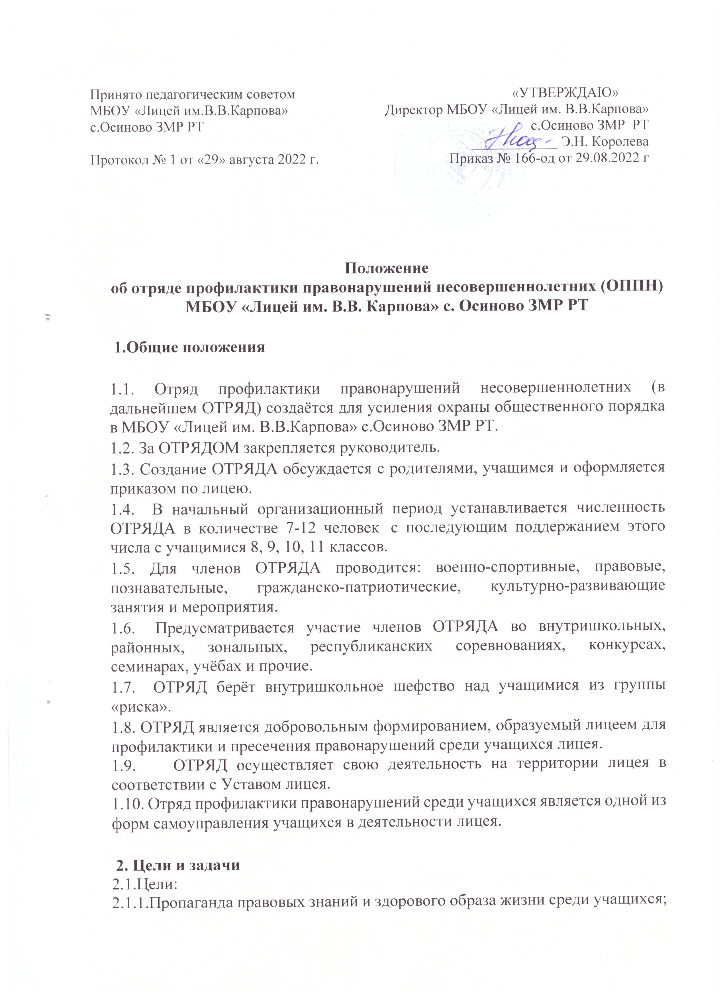 Принято педагогическим советом
МБОУ «Лицей им.В.В.Карпова»
с.Осиново ЗМР РТ
Протокол № 1 от «29» августа 2022 г.
«УТВЕРЖДАЮ»
Директор МБОУ «Лицей им. В.В.Карпова»
с.Осиново ЗМР РТ
Э.Н. Королева
Приказ № 166-од от 29.08.2022 г
Положение
об отряде профилактики правонарушений несовершеннолетних (ОППН)
МБОУ «Лицей им. В.В. Карпова» с. Осиново ЗМР РТ
1.Общие положения
1.1. Отряд профилактики правонарушений несовершеннолетних (в
дальнейшем ОТРЯД) создаётся для усиления охраны общественного порядка
в МБОУ «Лицей им. В.В.Карпова» с.Осиново ЗМР РТ.
1.2. За ОТРЯДОМ закрепляется руководитель.
1.3. Создание ОТРЯДА обсуждается с родителями, учащимся и оформляется
приказом по лицею.
1.4. В начальный организационный период устанавливается численность
ОТРЯДА в количестве 7-12 человек с последующим поддержанием этого
числа с учащимися 8, 9, 10, 11 классов.
1.5. Для членов ОТРЯДА проводится: военно-спортивные, правовые,
познавательные, гражданско-патриотические, культурно-развивающие
занятия и мероприятия.
1.6. Предусматривается участие членов ОТРЯДА во внутришкольных,
районных, зональных, республиканских соревнованиях, конкурсах,
семинарах, учёбах и прочие.
1.7. ОТРЯД берёт внутришкольное шефство над учащимися из группы
«риска».
1.8. ОТРЯД является добровольным формированием, образуемый лицеем для
профилактики и пресечения правонарушений среди учащихся лицея.
1.9. ОТРЯД осуществляет свою деятельность на территории лицея в
соответствии с Уставом лицея.
1.10. Отряд профилактики правонарушений среди учащихся является одной из
форм самоуправления учащихся в деятельности лицея.
2. Цели и задачи
2.1.Цели:
2.1.1.Пропаганда правовых знаний и здорового образа жизни среди учащихся;